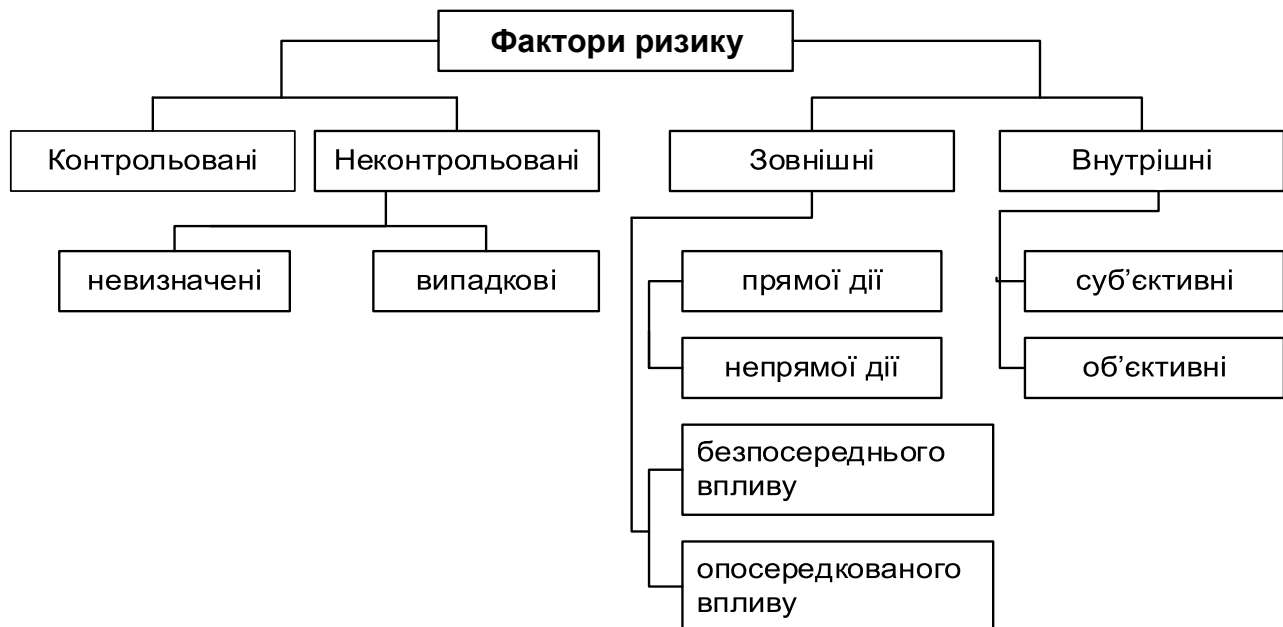 Фактори ризику
Контрольовані
Неконтрольовані
Зовнішні
Внутрішні
невизначені
випадкові
прямої дії
суб’єктивні
непрямої дії
об’єктивні
безпосереднього
впливу
опосередкованого
впливу